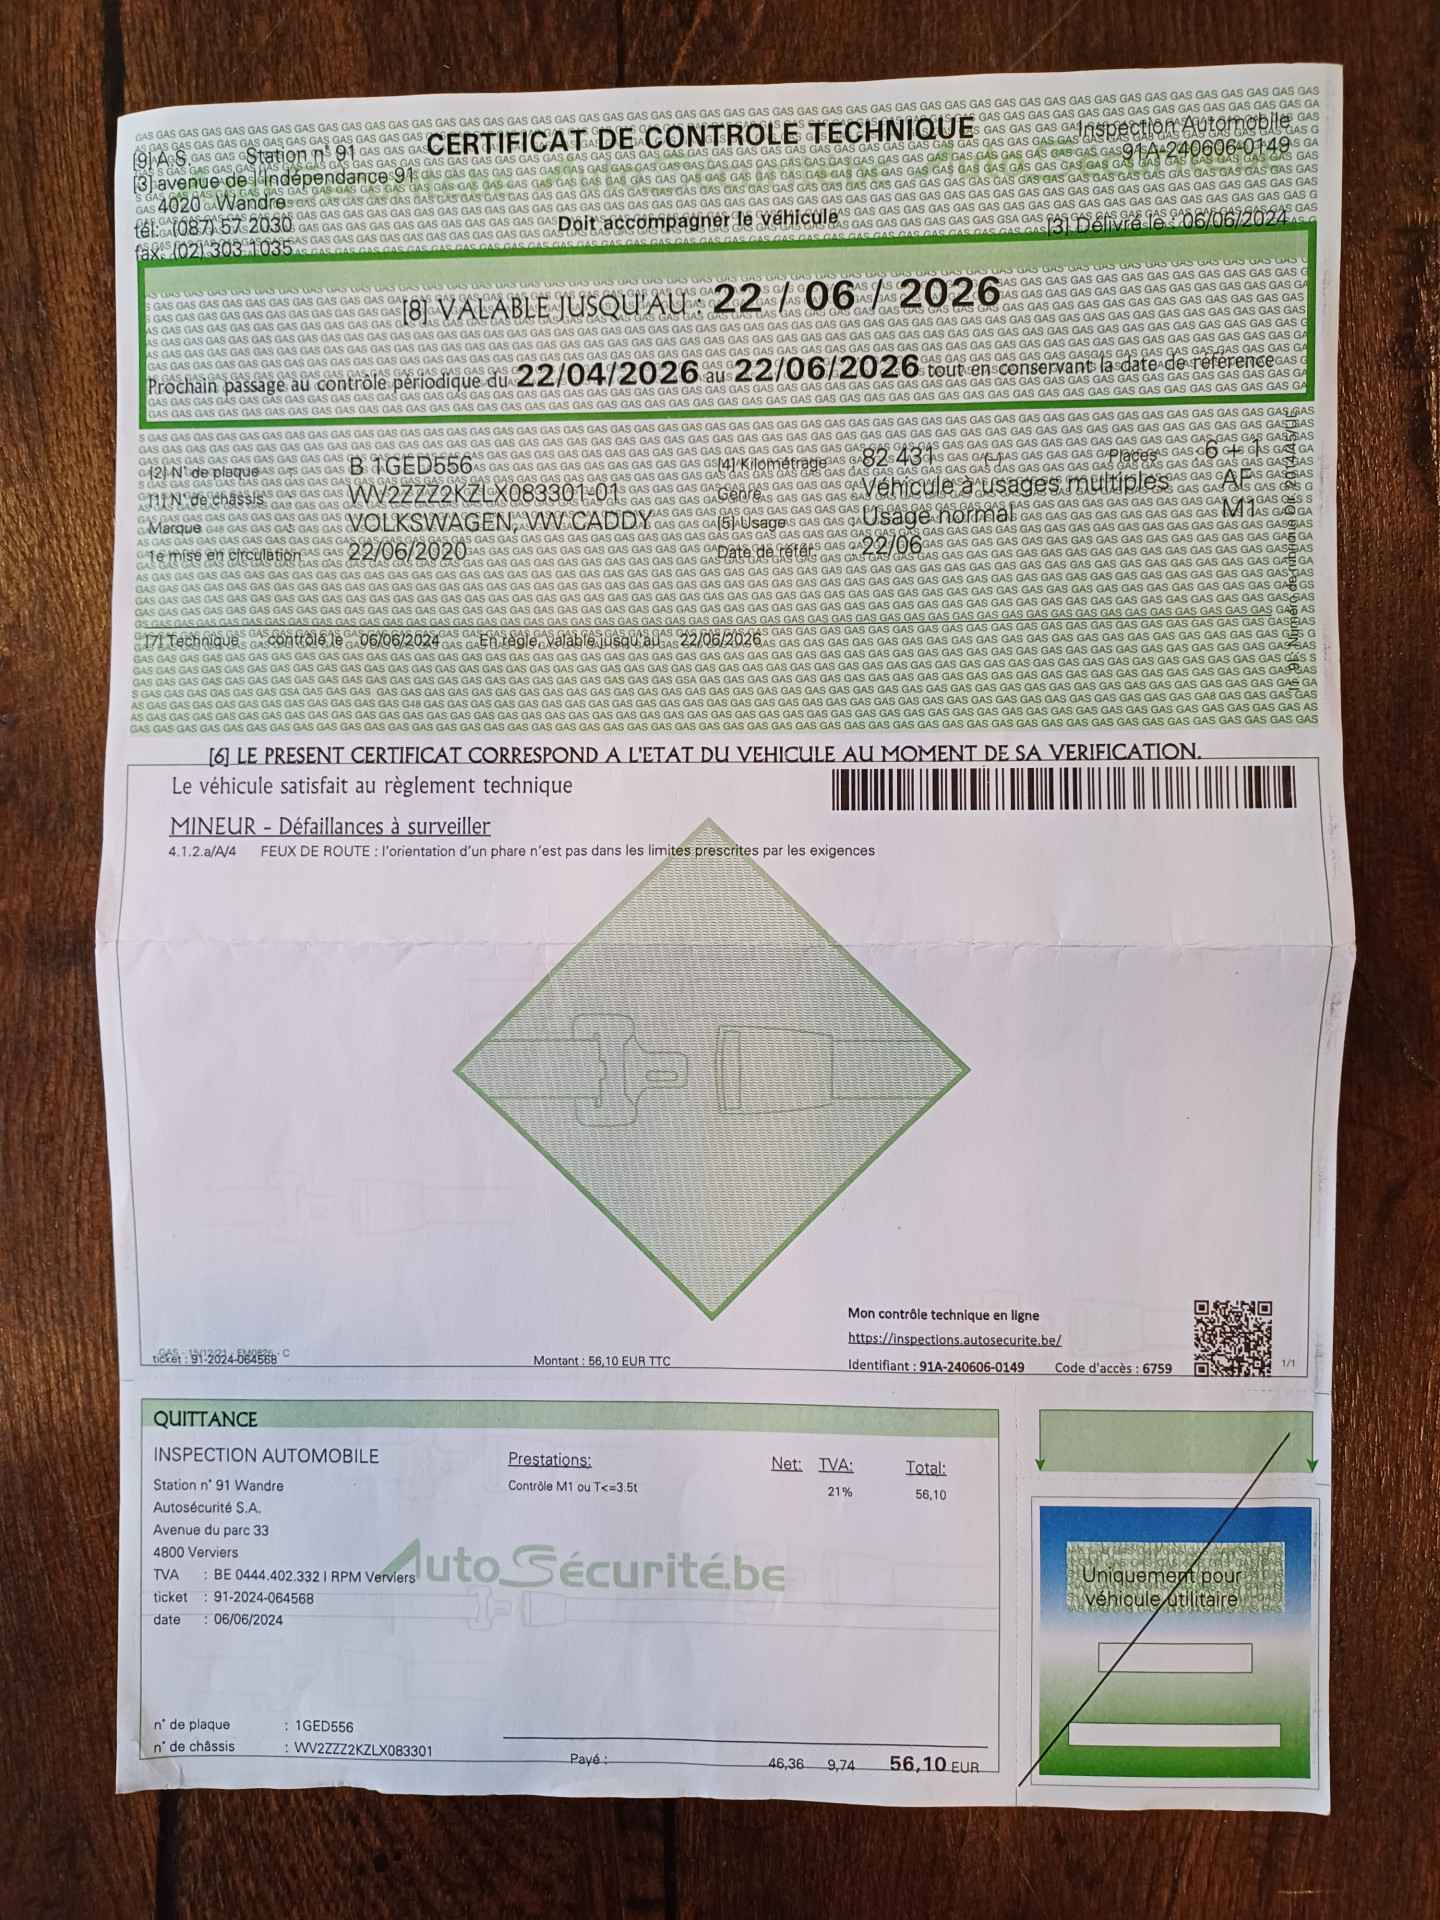 CERTIFICAT DE CONTROLE TECHNIQUE
Inspection Automobile
91A-240606-0149
[9] A.S. Station n° 91
[3] avenue de l'Indépendance 91
4020 Wandre
tél.: (087) 57 2030
fax: (02) 303 1035
Doit accompagner le véhicule
[3] Délivré le : 06/06/2024
[8] VALABLE JUSQU'AU : 22 / 06 / 2026
Prochain passage au contrôle périodique du 22/04/2026 au 22/06/2026 tout en conservant la date de référence
[2] N° de plaque : B 1GED556
[1] N° de châssis : WV2ZZZ2KZLX083301-01
Marque : VOLKSWAGEN, VW CADDY
1e mise en circulation : 22/06/2020
[4] Kilométrage : 82 431 (-) Places 6 + 1
Genre : Véhicule à usages multiples AF
[5] Usage : Usage normal M1
Date de référ. : 22/06
[7] Technique contrôle le 06/06/2024 En règle, valable jusqu'au 22/06/2026
[6] LE PRESENT CERTIFICAT CORRESPOND A L'ETAT DU VEHICULE AU MOMENT DE SA VERIFICATION.
Le véhicule satisfait au règlement technique
MINEUR - Défaillances à surveiller
4.1.2.a/A/4 FEUX DE ROUTE : l'orientation d'un phare n'est pas dans les limites prescrites par les exigences
Mon contrôle technique en ligne
https://inspections.autosecurite.be/
Identifiant : 91A-240606-0149 Code d'accès : 6759
1/1
GAS - 15/12/21 - EM0826 - C
ticket : 91-2024-064568
Montant : 56,10 EUR TTC
QUITTANCE
INSPECTION AUTOMOBILE
Station n° 91 Wandre
Autosécurité S.A.
Avenue du parc 33
4800 Verviers
TVA : BE 0444.402.332 I RPM Verviers
ticket : 91-2024-064568
date : 06/06/2024
Prestations: Net: TVA: Total:
Contrôle M1 ou T<=3.5t 21% 56,10
AutoSécurité.be
n° de plaque : 1GED556
n° de châssis : WV2ZZZ2KZLX083301
Payé : 46,36 9,74 56,10 EUR
Uniquement pour
véhicule utilitaire